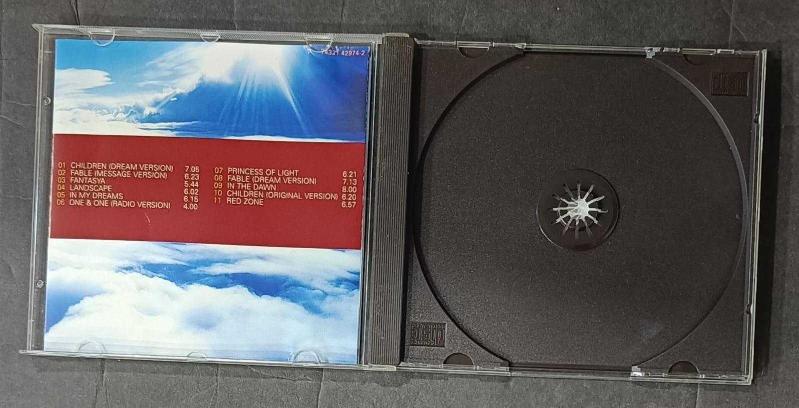 74321 42974-2
01 CHILDREN (DREAM VERSION) 7.05
02 FABLE (MESSAGE VERSION) 6.23
03 FANTASYA 5.44
04 LANDSCAPE 6.02
05 IN MY DREAMS 6.15
06 ONE & ONE (RADIO VERSION) 4.00
07 PRINCESS OF LIGHT 6.21
08 FABLE (DREAM VERSION) 7.13
09 IN THE DAWN 8.00
10 CHILDREN (ORIGINAL VERSION) 6.20
11 RED ZONE 6.57